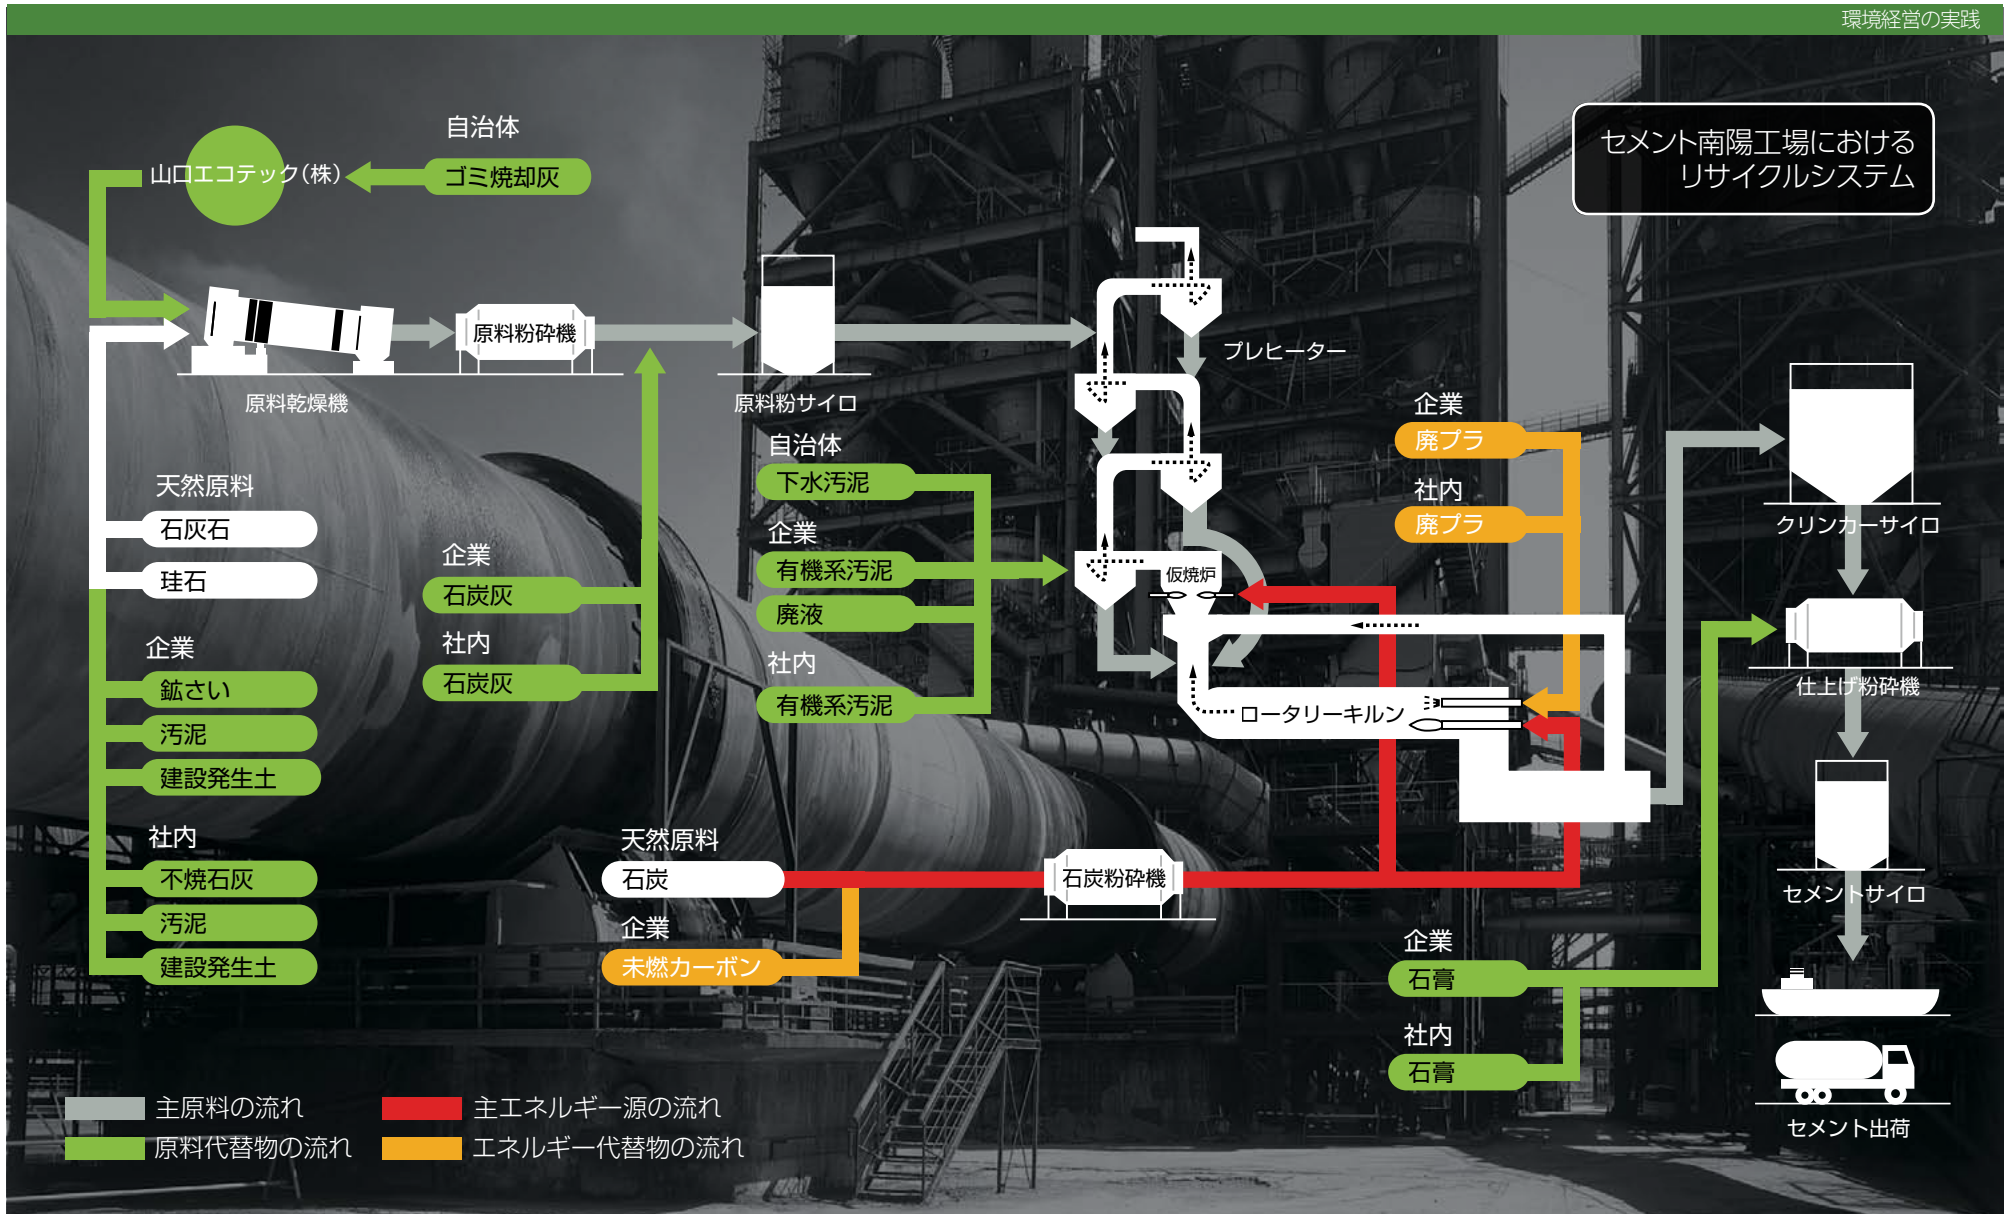 環境経営の実践
セメント南陽工場における
リサイクルシステム
自治体
ゴミ焼却灰
山口エコテック(株)
原料乾燥機
原料粉砕機
原料粉サイロ
プレヒーター
天然原料
石灰石
珪石
企業
鉱さい
汚泥
建設発生土
社内
不焼石灰
汚泥
建設発生土
企業
石炭灰
社内
石炭灰
自治体
下水汚泥
企業
有機系汚泥
廃液
社内
有機系汚泥
仮焼炉
ロータリーキルン
企業
廃プラ
社内
廃プラ
天然原料
石炭
企業
未燃カーボン
石炭粉砕機
クリンカーサイロ
仕上げ粉砕機
セメントサイロ
企業
石膏
社内
石膏
セメント出荷
主原料の流れ
原料代替物の流れ
主エネルギー源の流れ
エネルギー代替物の流れ